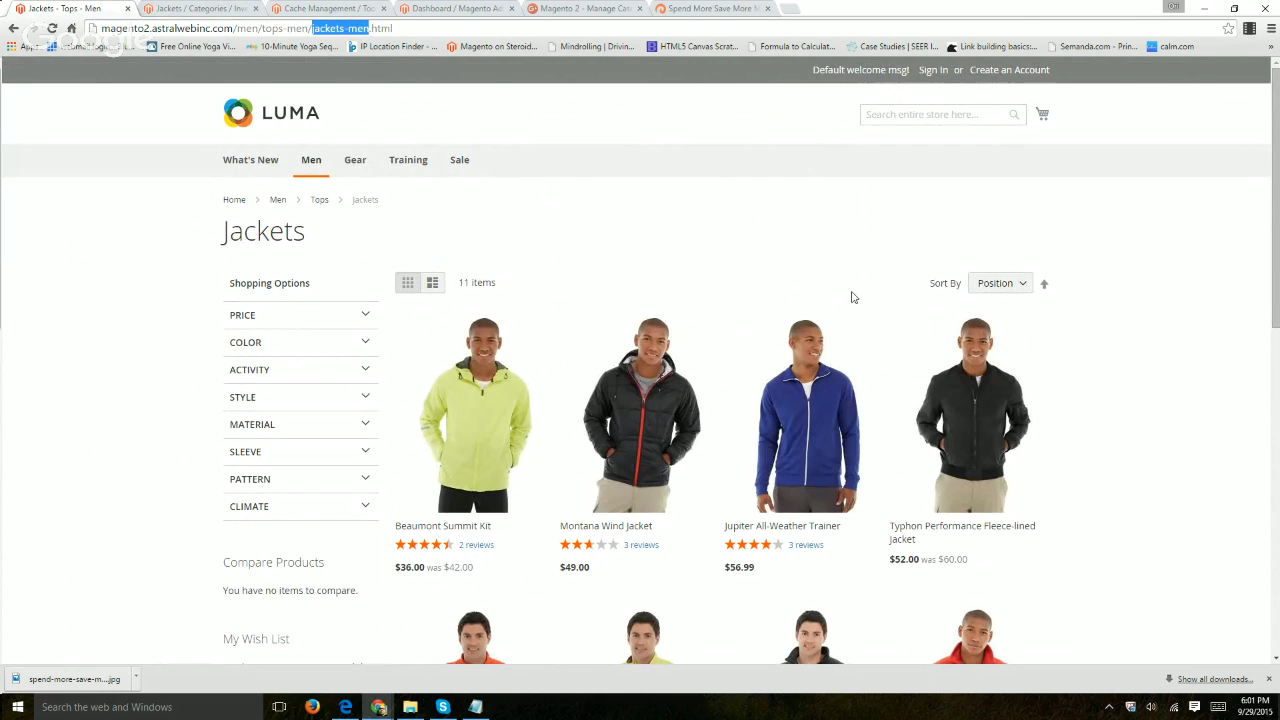 Jackets - Tops - Men
Jackets / Categories / Inve
Cache Management / Too
Dashboard / Magento Ad
Magento 2 - Manage Cat
Spend More Save More M
magento2.astralwebinc.com/men/tops-men/jackets-men.html
Google
Free Online Yoga Vi
10-Minute Yoga Seq
IP Location Finder -
Magento on Steroid...
Mindrolling / Drivin
HTML5 Canvas Scrat...
Formula to Calculat...
Case Studies | SEER I...
Link building basics:...
Semanda.com - Prin...
calm.com
Default welcome msg! Sign In or Create an Account
LUMA
Search entire store here...
What's New Men Gear Training Sale
Home > Men > Tops > Jackets
Jackets
Shopping Options
11 items
Sort By Position
PRICE
COLOR
ACTIVITY
STYLE
MATERIAL
SLEEVE
PATTERN
CLIMATE
Beaumont Summit Kit
2 reviews
$36.00 was $42.00
Montana Wind Jacket
3 reviews
$49.00
Jupiter All-Weather Trainer
3 reviews
$56.99
Typhon Performance Fleece-lined
Jacket
$52.00 was $60.00
Compare Products
You have no items to compare.
My Wish List
spend-more-save-m....jpg
Show all downloads...
Search the web and Windows
6:01 PM
9/29/2015